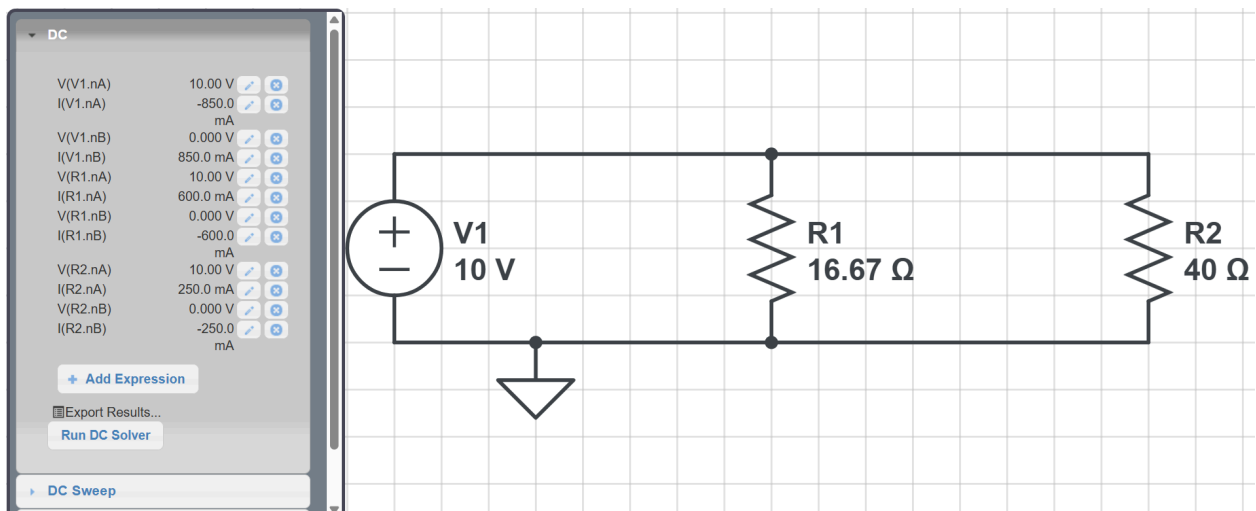 DC
V(V1.nA) 10.00 V
I(V1.nA) -850.0
mA
V(V1.nB) 0.000 V
I(V1.nB) 850.0 mA
V(R1.nA) 10.00 V
I(R1.nA) 600.0 mA
V(R1.nB) 0.000 V
I(R1.nB) -600.0
mA
V(R2.nA) 10.00 V
I(R2.nA) 250.0 mA
V(R2.nB) 0.000 V
I(R2.nB) -250.0
mA
+ Add Expression
Export Results...
Run DC Solver
DC Sweep
V1
10 V
R1
16.67 Ω
R2
40 Ω